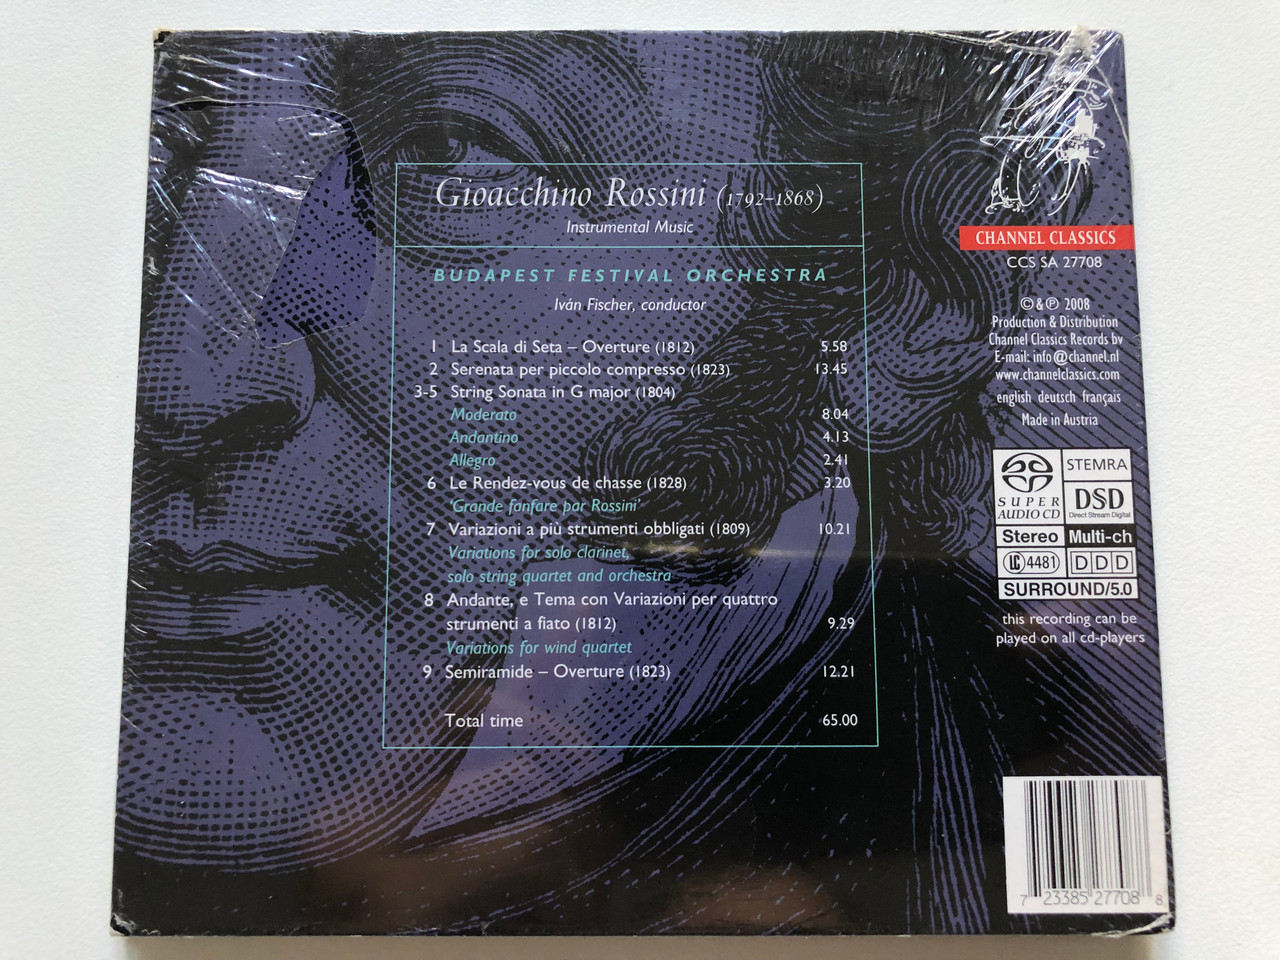 Gioacchino Rossini (1792–1868)
Instrumental Music
BUDAPEST FESTIVAL ORCHESTRA
Iván Fischer, conductor
1 La Scala di Seta – Overture (1812) 5.58
2 Serenata per piccolo compresso (1823) 13.45
3-5 String Sonata in G major (1804)
Moderato 8.04
Andantino 4.13
Allegro 2.41
6 Le Rendez-vous de chasse (1828) 3.20
'Grande fanfare par Rossini'
7 Variazioni a più strumenti obbligati (1809) 10.21
Variations for solo clarinet,
solo string quartet and orchestra
8 Andante, e Tema con Variazioni per quattro
strumenti a fiato (1812) 9.29
Variations for wind quartet
9 Semiramide – Overture (1823) 12.21
Total time 65.00
CHANNEL CLASSICS
CCS SA 27708
© & ℗ 2008
Production & Distribution
Channel Classics Records bv
E-mail: info@channel.nl
www.channelclassics.com
english deutsch français
Made in Austria
SUPER AUDIO CD
STEMRA
DSD
Direct Stream Digital
Stereo Multi-ch
LC 4481 D D D
SURROUND/5.0
this recording can be
played on all cd-players
7 23385 27708 8